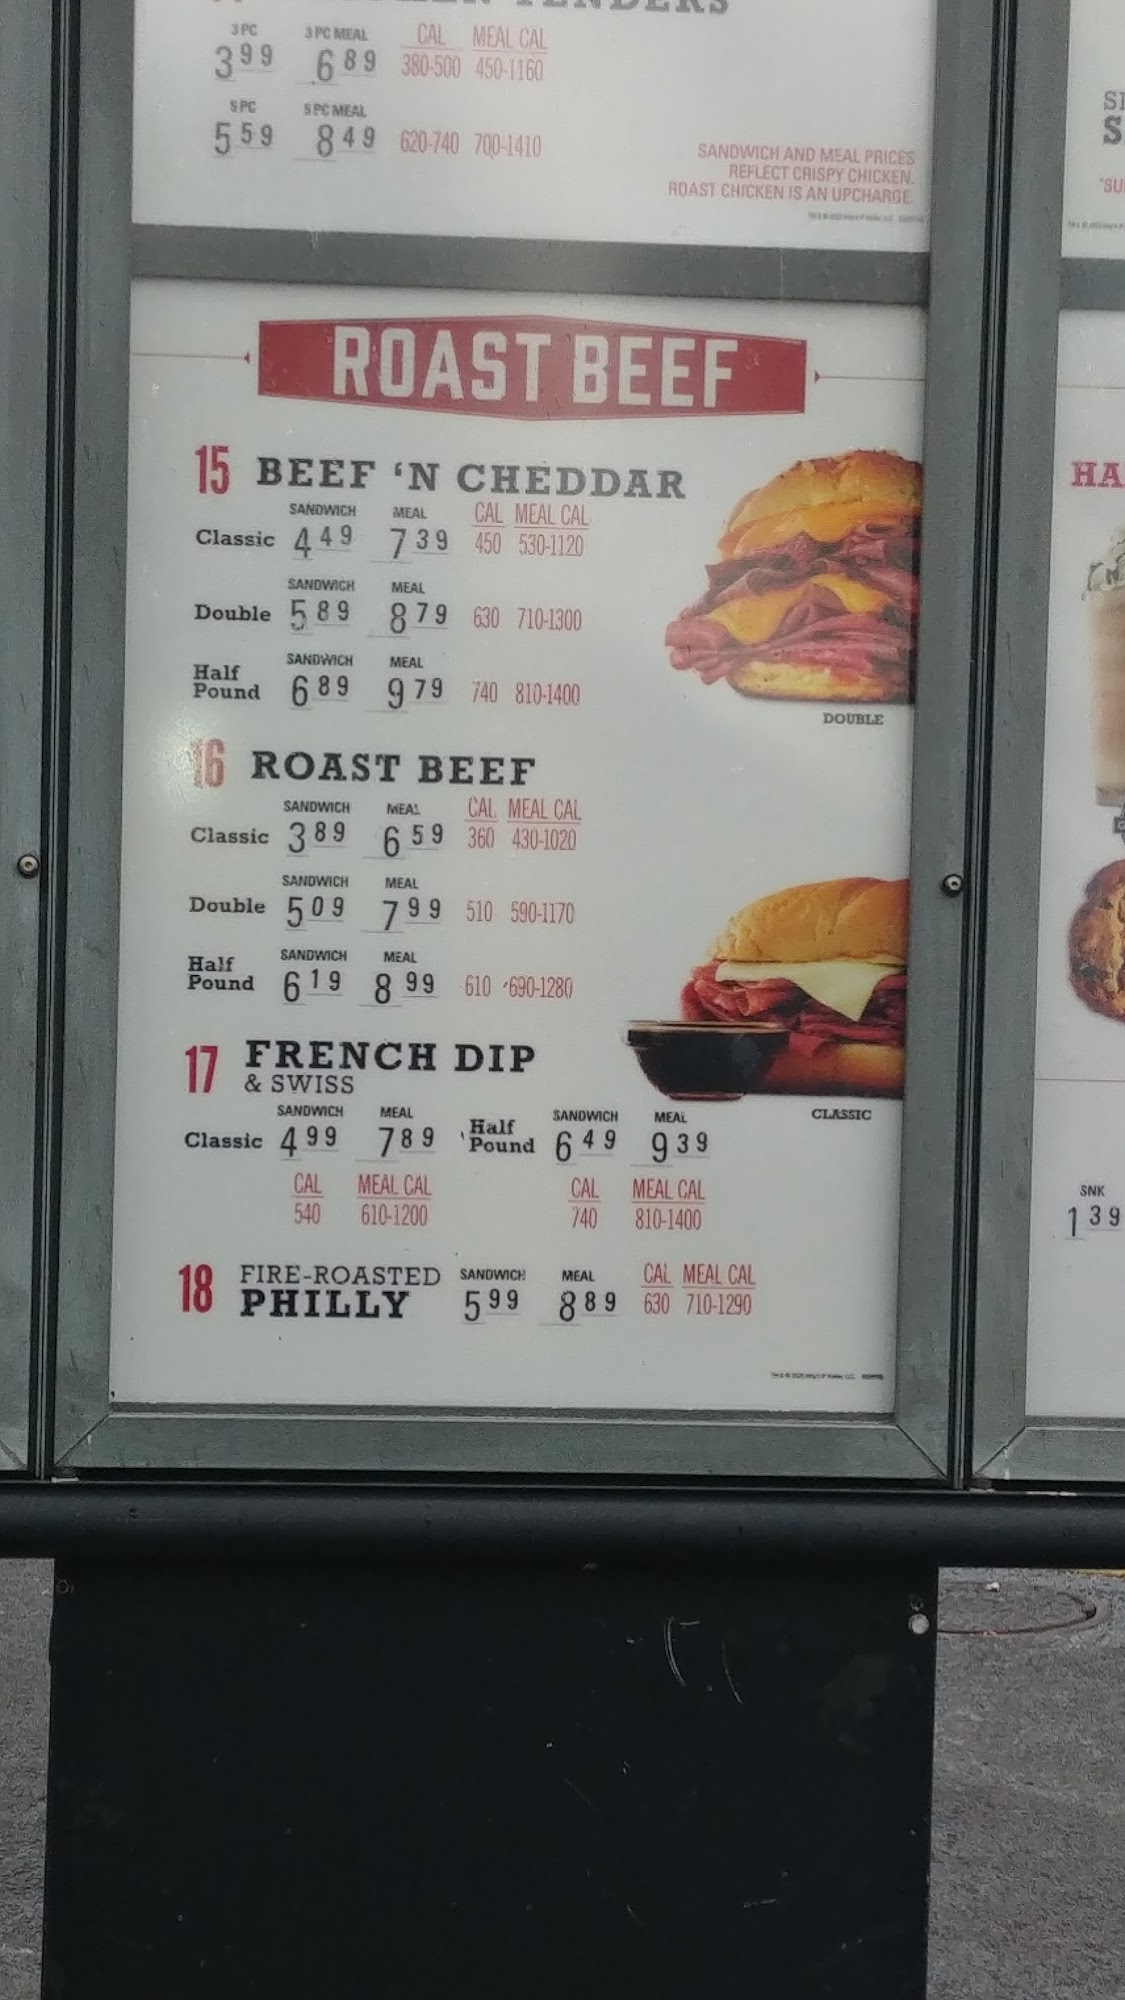 TENDERS
3 PC 3 PC MEAL CAL MEAL CAL
3 99 6 89 380-500 450-1160
5 PC 5 PC MEAL
5 59 8 49 620-740 700-1410
SANDWICH AND MEAL PRICES
REFLECT CRISPY CHICKEN.
ROAST CHICKEN IS AN UPCHARGE.
ROAST BEEF
15 BEEF 'N CHEDDAR
SANDWICH MEAL CAL MEAL CAL
Classic 4 49 7 39 450 530-1120
SANDWICH MEAL
Double 5 89 8 79 630 710-1300
SANDWICH MEAL
Half Pound 6 89 9 79 740 810-1400
DOUBLE
16 ROAST BEEF
SANDWICH MEAL CAL MEAL CAL
Classic 3 89 6 59 360 430-1020
SANDWICH MEAL
Double 5 09 7 99 510 590-1170
SANDWICH MEAL
Half Pound 6 19 8 99 610 690-1280
17 FRENCH DIP
& SWISS
CLASSIC
SANDWICH MEAL SANDWICH MEAL
Classic 4 99 7 89 Half Pound 6 49 9 39
CAL MEAL CAL CAL MEAL CAL
540 610-1200 740 810-1400
18 FIRE-ROASTED SANDWICH MEAL CAL MEAL CAL
PHILLY 5 99 8 89 630 710-1290
HA
SNK
1 39